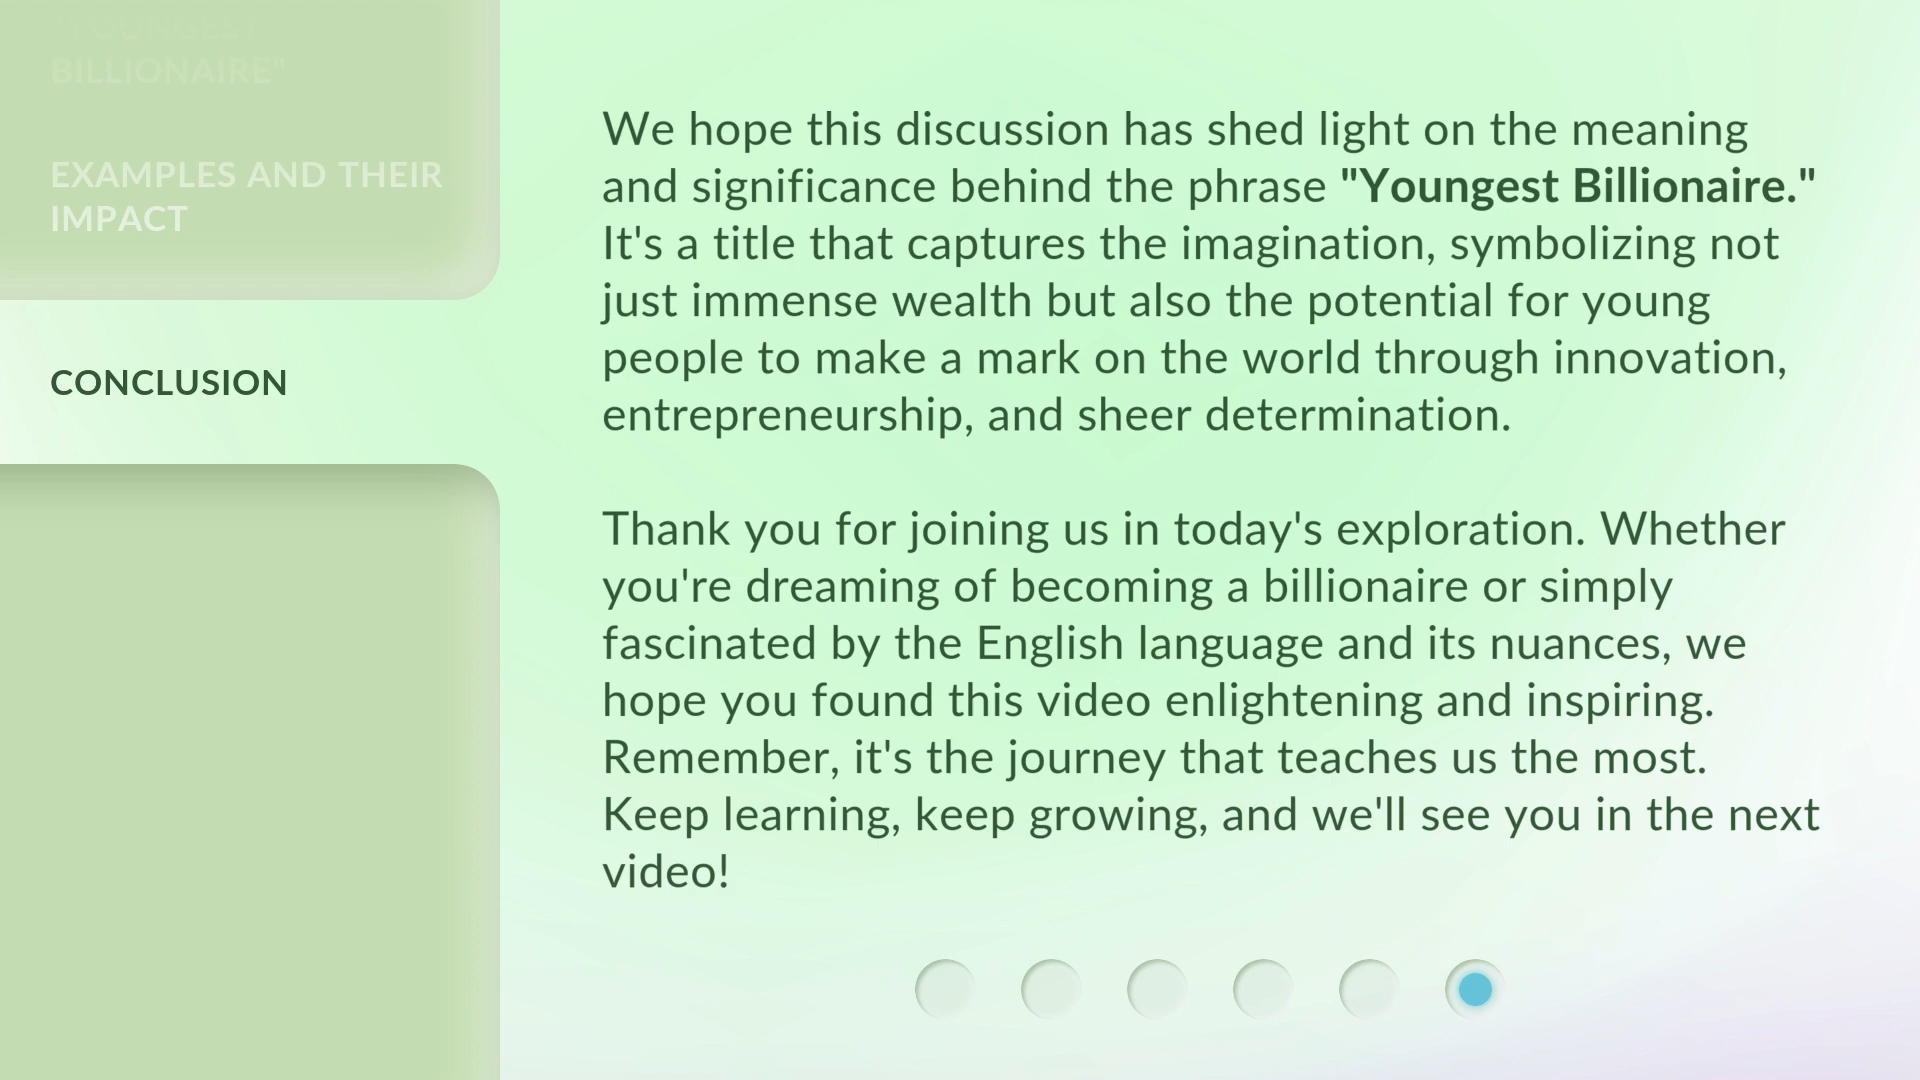 "YOUNGEST
BILLIONAIRE"
EXAMPLES AND THEIR
IMPACT
CONCLUSION
We hope this discussion has shed light on the meaning
and significance behind the phrase "Youngest Billionaire."
It's a title that captures the imagination, symbolizing not
just immense wealth but also the potential for young
people to make a mark on the world through innovation,
entrepreneurship, and sheer determination.
Thank you for joining us in today's exploration. Whether
you're dreaming of becoming a billionaire or simply
fascinated by the English language and its nuances, we
hope you found this video enlightening and inspiring.
Remember, it's the journey that teaches us the most.
Keep learning, keep growing, and we'll see you in the next
video!